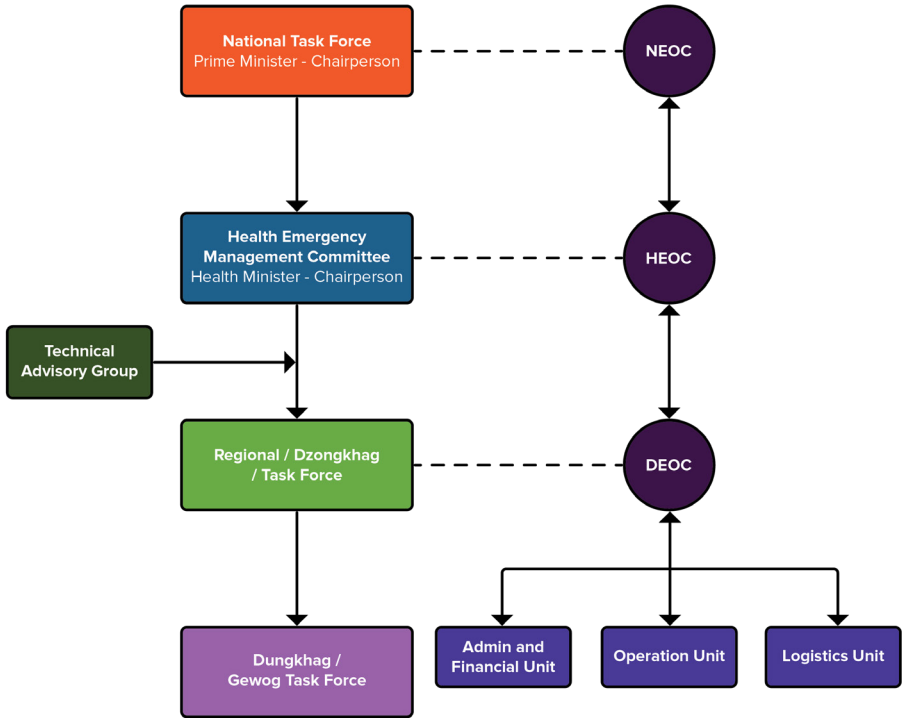 National Task Force
Prime Minister - Chairperson
NEOC
Health Emergency
Management Committee
Health Minister - Chairperson
HEOC
Technical
Advisory Group
Regional / Dzongkhag
/ Task Force
DEOC
Dungkhag /
Gewog Task Force
Admin and
Financial Unit
Operation Unit
Logistics Unit